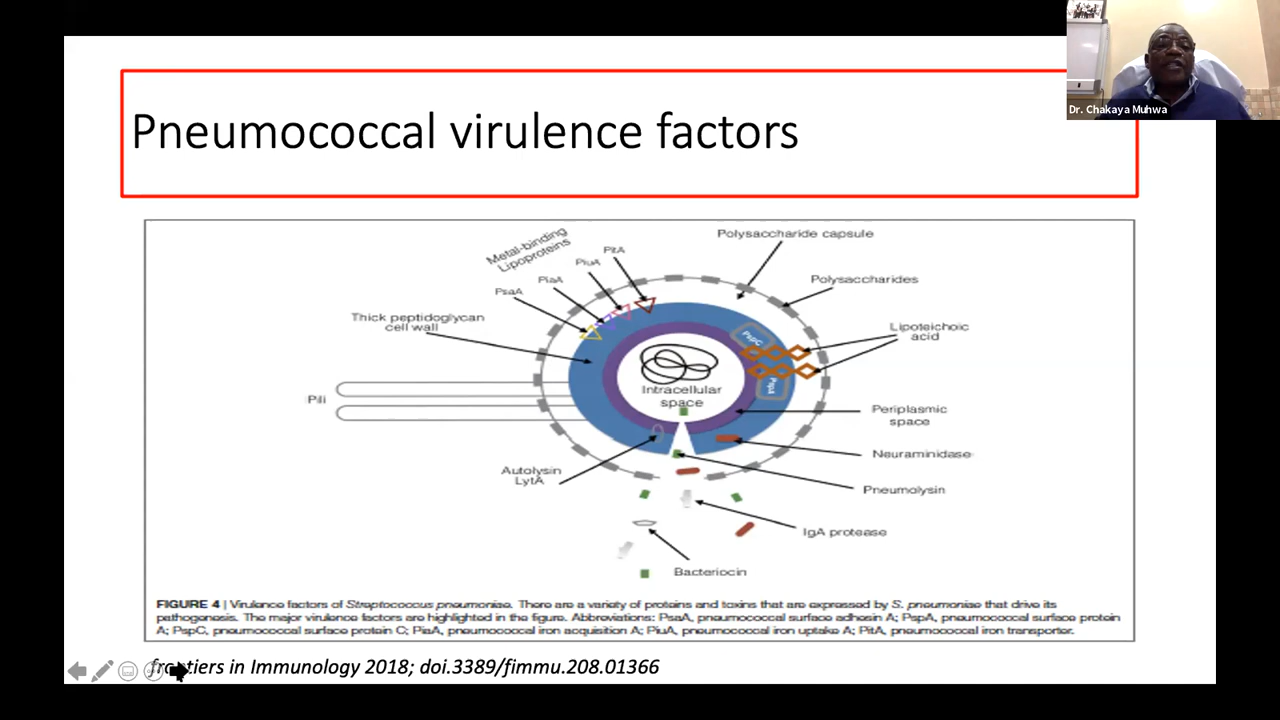 Dr. Chakaya Muhwa
Pneumococcal virulence factors
Metal-binding
Lipoproteins
PitA
PiuA
PiaA
PsaA
Polysaccharide capsule
Polysaccharides
Thick peptidoglycan
cell wall
Lipoteichoic
acid
PspC
PspA
Intracellular
space
Pili
Periplasmic
space
Neuraminidase
Autolysin
LytA
Pneumolysin
IgA protease
Bacteriocin
FIGURE 4 | Virulence factors of Streptococcus pneumoniae. There are a variety of proteins and toxins that are expressed by S. pneumoniae that drive its
pathogenesis. The major virulence factors are highlighted in the figure. Abbreviations: PsaA, pneumococcal surface adhesin A; PspA, pneumococcal surface protein
A; PspC, pneumococcal surface protein C; PiaA, pneumococcal iron acquisition A; PiuA, pneumococcal iron uptake A; PitA, pneumococcal iron transporter.
frontiers in Immunology 2018; doi.3389/fimmu.208.01366